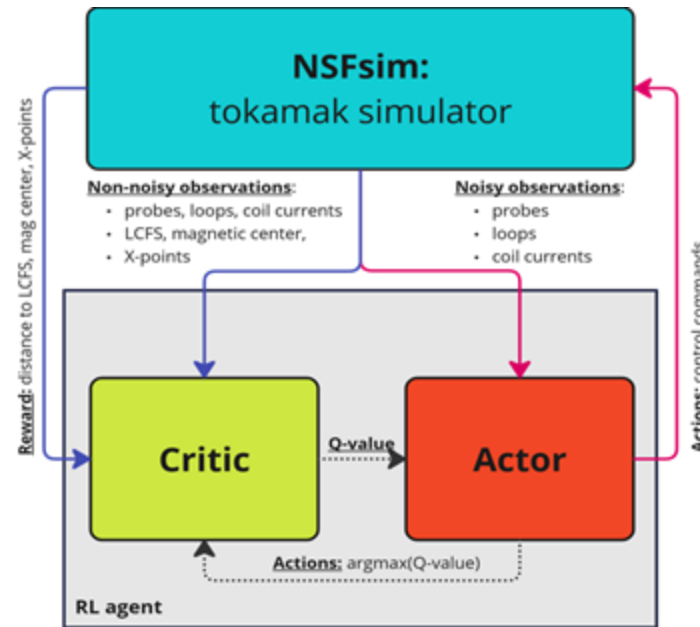 NSFsim:
tokamak simulator
Non-noisy observations:
• probes, loops, coil currents
• LCFS, magnetic center,
• X-points
Noisy observations:
• probes
• loops
• coil currents
Reward: distance to LCFS, mag center, X-points
Actions: control commands
Critic
Q-value
Actor
Actions: argmax(Q-value)
RL agent